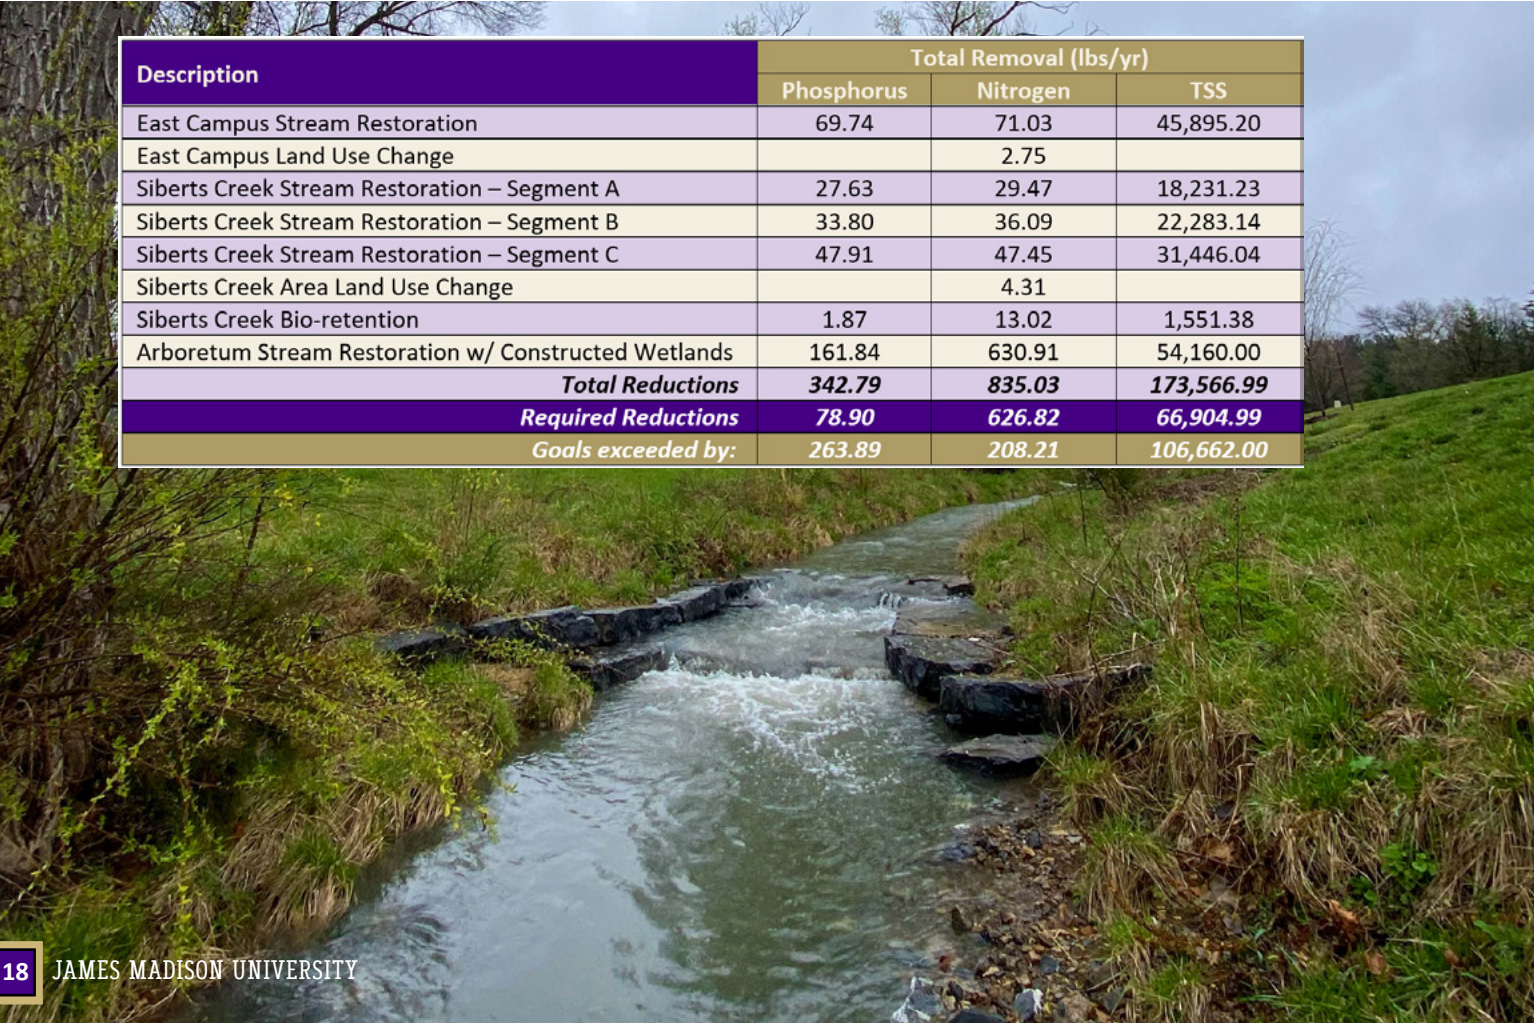 Description
Total Removal (lbs/yr)
Phosphorus Nitrogen TSS
East Campus Stream Restoration 69.74 71.03 45,895.20
East Campus Land Use Change 2.75
Siberts Creek Stream Restoration – Segment A 27.63 29.47 18,231.23
Siberts Creek Stream Restoration – Segment B 33.80 36.09 22,283.14
Siberts Creek Stream Restoration – Segment C 47.91 47.45 31,446.04
Siberts Creek Area Land Use Change 4.31
Siberts Creek Bio-retention 1.87 13.02 1,551.38
Arboretum Stream Restoration w/ Constructed Wetlands 161.84 630.91 54,160.00
Total Reductions 342.79 835.03 173,566.99
Required Reductions 78.90 626.82 66,904.99
Goals exceeded by: 263.89 208.21 106,662.00
18 JAMES MADISON UNIVERSITY